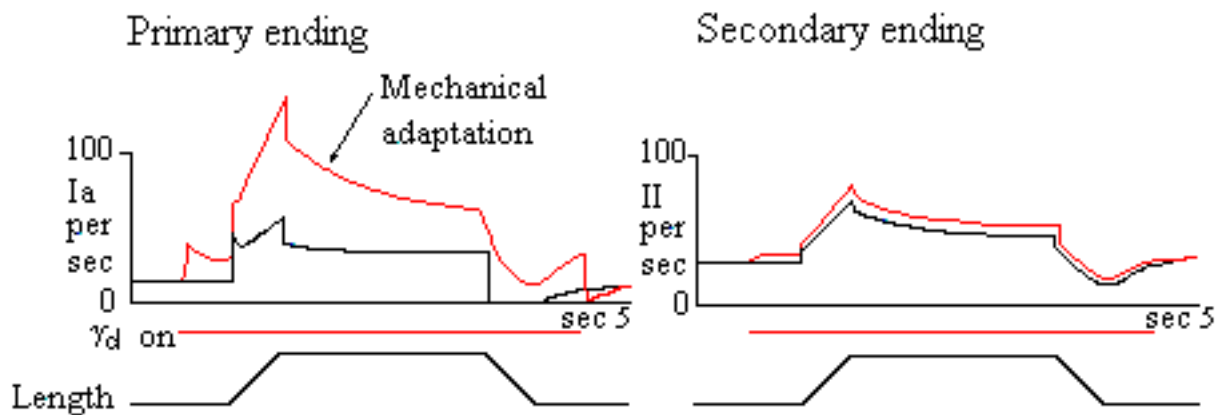 Primary ending
Secondary ending
Mechanical
adaptation
100
Ia
per
sec
0
sec 5
γd on
Length
100
II
per
sec
0
sec 5